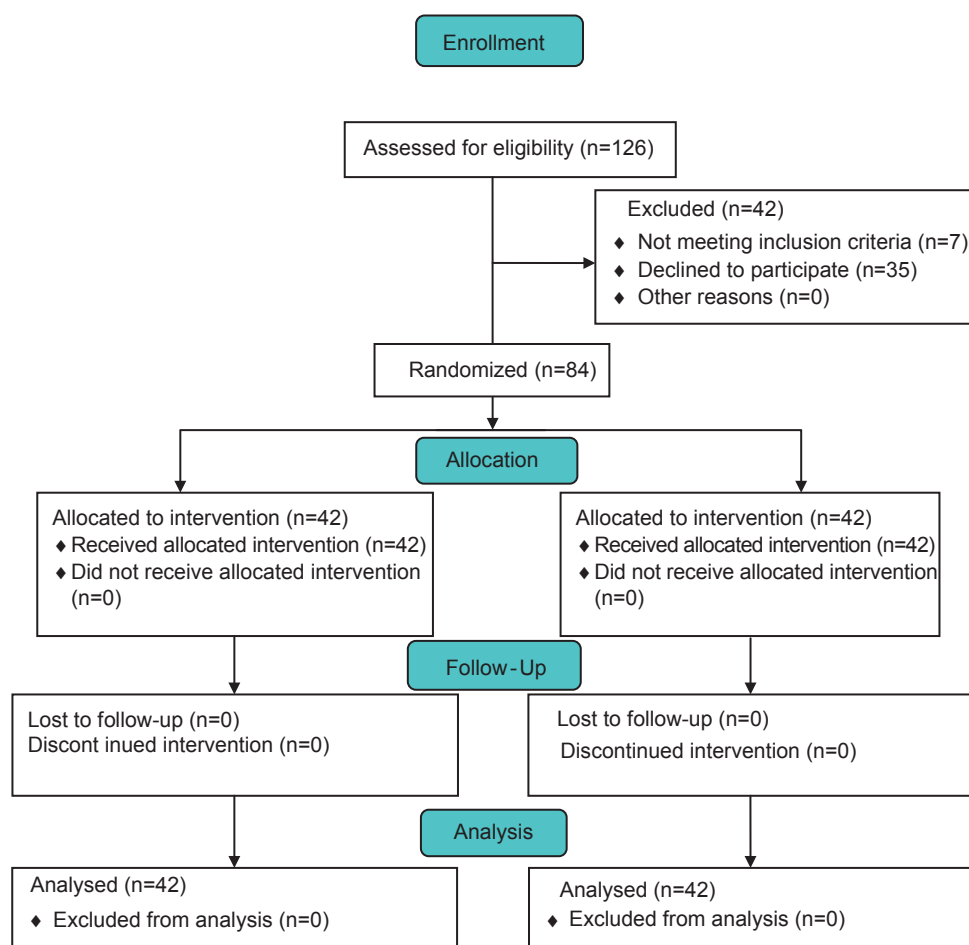 Enrollment
Assessed for eligibility (n=126)
Excluded (n=42)
♦ Not meeting inclusion criteria (n=7)
♦ Declined to participate (n=35)
♦ Other reasons (n=0)
Randomized (n=84)
Allocation
Allocated to intervention (n=42)
♦ Received allocated intervention (n=42)
♦ Did not receive allocated intervention
(n=0)
Allocated to intervention (n=42)
♦ Received allocated intervention (n=42)
♦ Did not receive allocated intervention
(n=0)
Follow-Up
Lost to follow-up (n=0)
Discont inued intervention (n=0)
Lost to follow-up (n=0)
Discontinued intervention (n=0)
Analysis
Analysed (n=42)
♦ Excluded from analysis (n=0)
Analysed (n=42)
♦ Excluded from analysis (n=0)